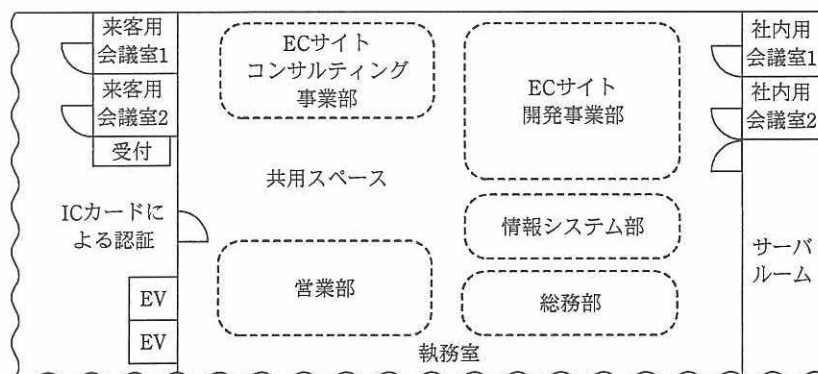 来客用
会議室1
来客用
会議室2
受付
ICカードに
よる認証
EV
EV
ECサイト
コンサルティング
事業部
共用スペース
営業部
ECサイト
開発事業部
情報システム部
総務部
執務室
社内用
会議室1
社内用
会議室2
サーバ
ルーム